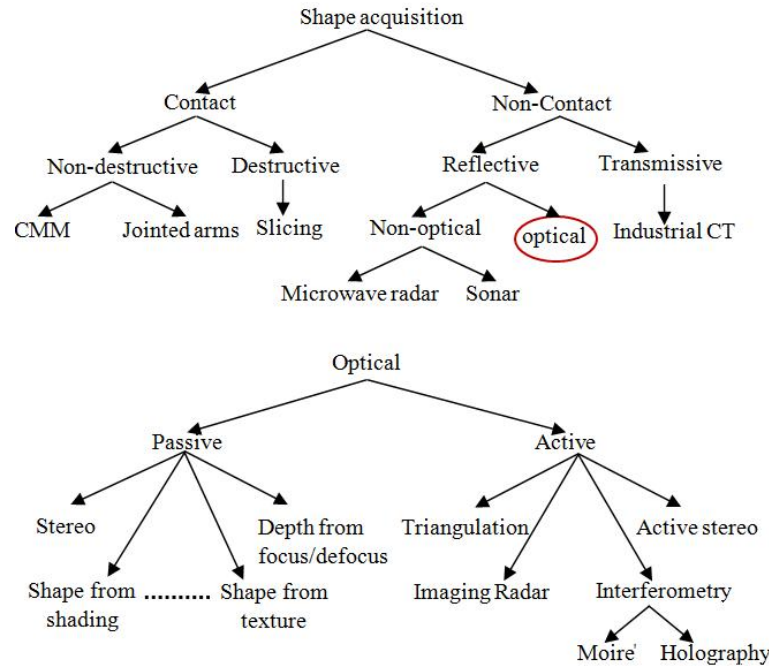 Shape acquisition
Contact Non-Contact
Non-destructive Destructive Reflective Transmissive
CMM Jointed arms Slicing Non-optical optical Industrial CT
Microwave radar Sonar
Optical
Passive Active
Stereo Depth from Triangulation Active stereo
focus/defocus
Shape from .......... Shape from Imaging Radar Interferometry
shading texture
Moire' Holography